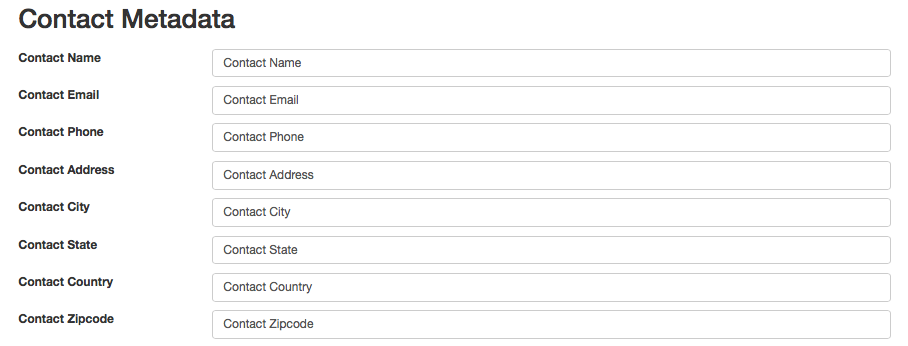 Contact Metadata
Contact Name Contact Name
Contact Email Contact Email
Contact Phone Contact Phone
Contact Address Contact Address
Contact City Contact City
Contact State Contact State
Contact Country Contact Country
Contact Zipcode Contact Zipcode